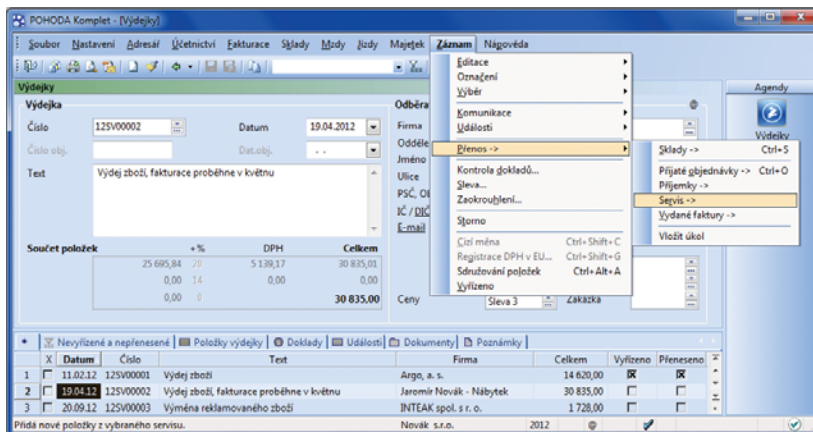 POHODA Komplet - [Výdejky]
Soubor Nastavení Adresář Účetnictví Fakturace Sklady Mzdy Jízdy Majetek Záznam Nápověda
Výdejky
Agendy
Výdejky
Výdejka
Číslo 12SV00002 Datum 19.04.2012
Číslo obj. Dat.obj. . .
Text Výdej zboží, fakturace proběhne v květnu
Součet položek +% DPH Celkem
25 695,84 20 5 139,17 30 835,01
0,00 14 0,00 0,00
0,00 0 30 835,00
Odběra
Firma
Odděle
Jméno
Ulice
PSČ, Ob
IČ / DIČ
E-mail
Ceny Sleva 3 Zakázka
Editace
Označení
Výběr
Komunikace
Události
Přenos ->
Kontrola dokladů...
Sleva...
Zaokrouhlení...
Storno
Cizí měna Ctrl+Shift+C
Registrace DPH v EU... Ctrl+Shift+G
Sdružování položek Ctrl+Alt+A
Vyřízeno
Sklady -> Ctrl+S
Přijaté objednávky -> Ctrl+O
Příjemky ->
Servis ->
Vydané faktury ->
Vložit úkol
Nevyřízené a nepřenesené Položky výdejky Doklady Události Dokumenty Poznámky
X Datum Číslo Text Firma Celkem Vyřízeno Přeneseno
1 11.02.12 12SV00001 Výdej zboží Argo, a. s. 14 620,00
2 19.04.12 12SV00002 Výdej zboží, fakturace proběhne v květnu Jaromír Novák - Nábytek 30 835,00
3 20.09.12 12SV00003 Výměna reklamovaného zboží INTEAK spol. s r. o. 1 728,00
Přidá nové položky z vybraného servisu. Novák s.r.o. 2012 @